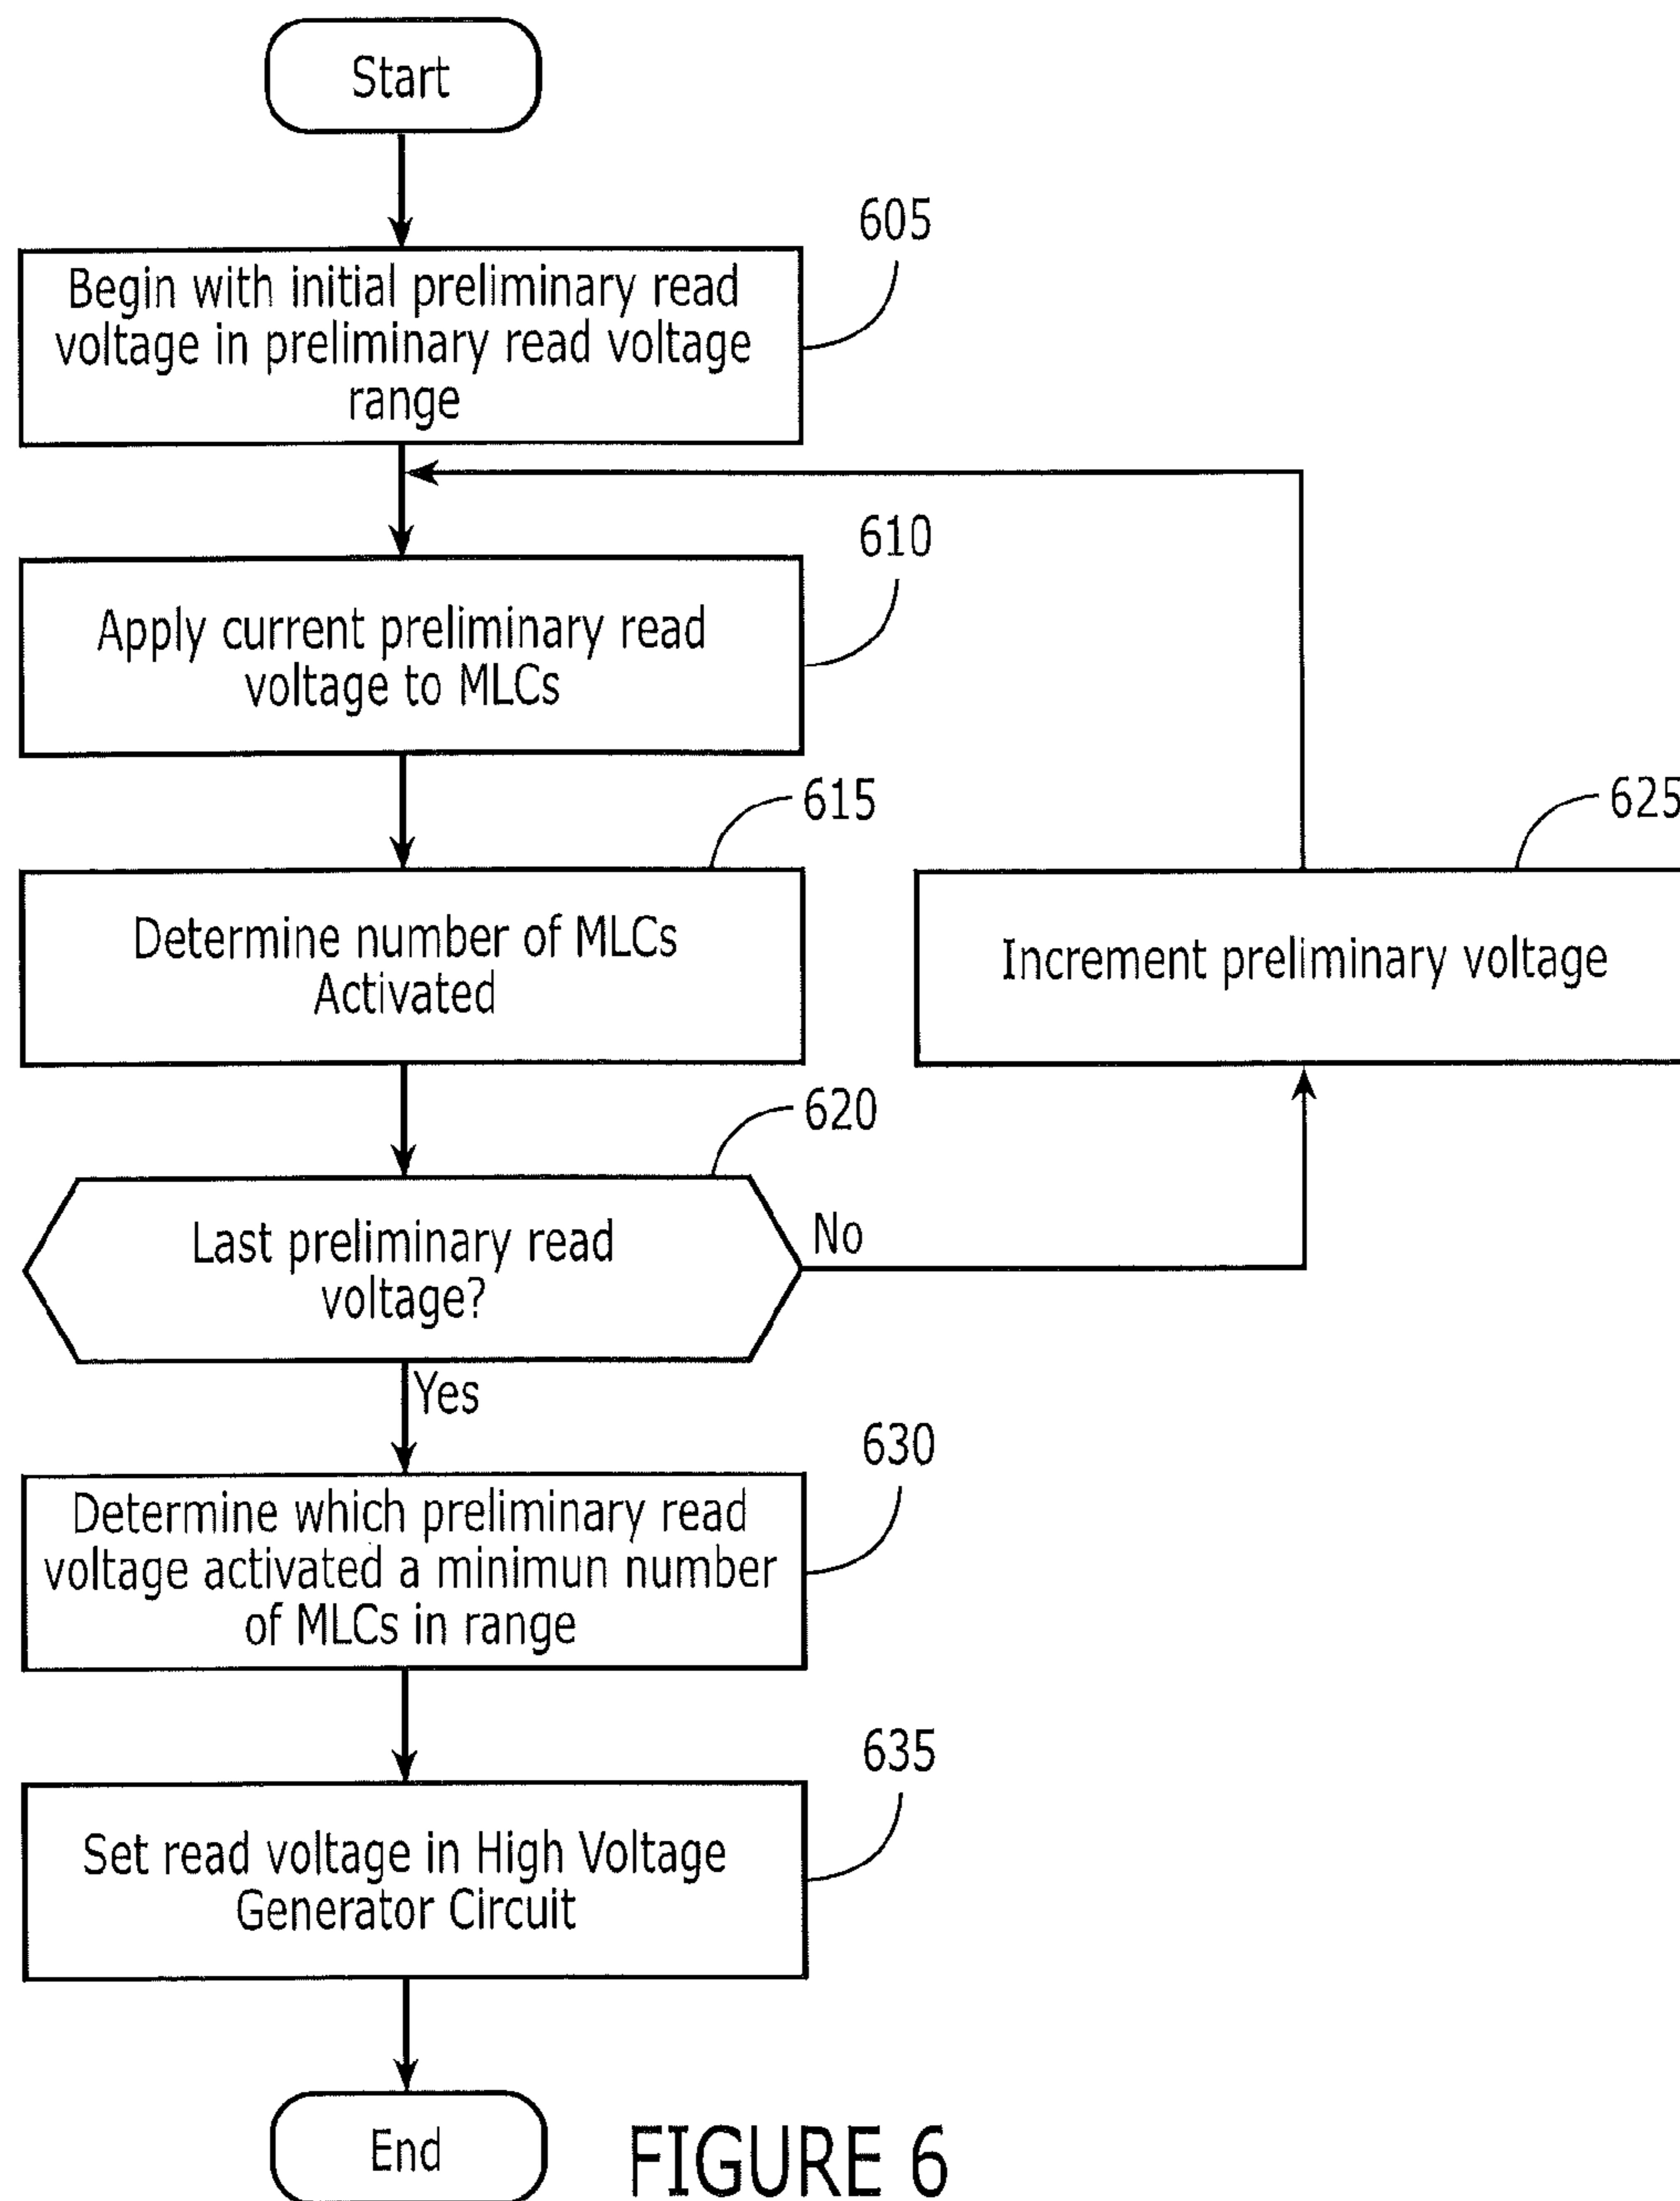 Start
605
Begin with initial preliminary read
voltage in preliminary read voltage
range
610
Apply current preliminary read
voltage to MLCs
615
Determine number of MLCs
Activated
625
Increment preliminary voltage
620
Last preliminary read
voltage?
No
Yes
630
Determine which preliminary read
voltage activated a minimun number
of MLCs in range
635
Set read voltage in High Voltage
Generator Circuit
End
FIGURE 6